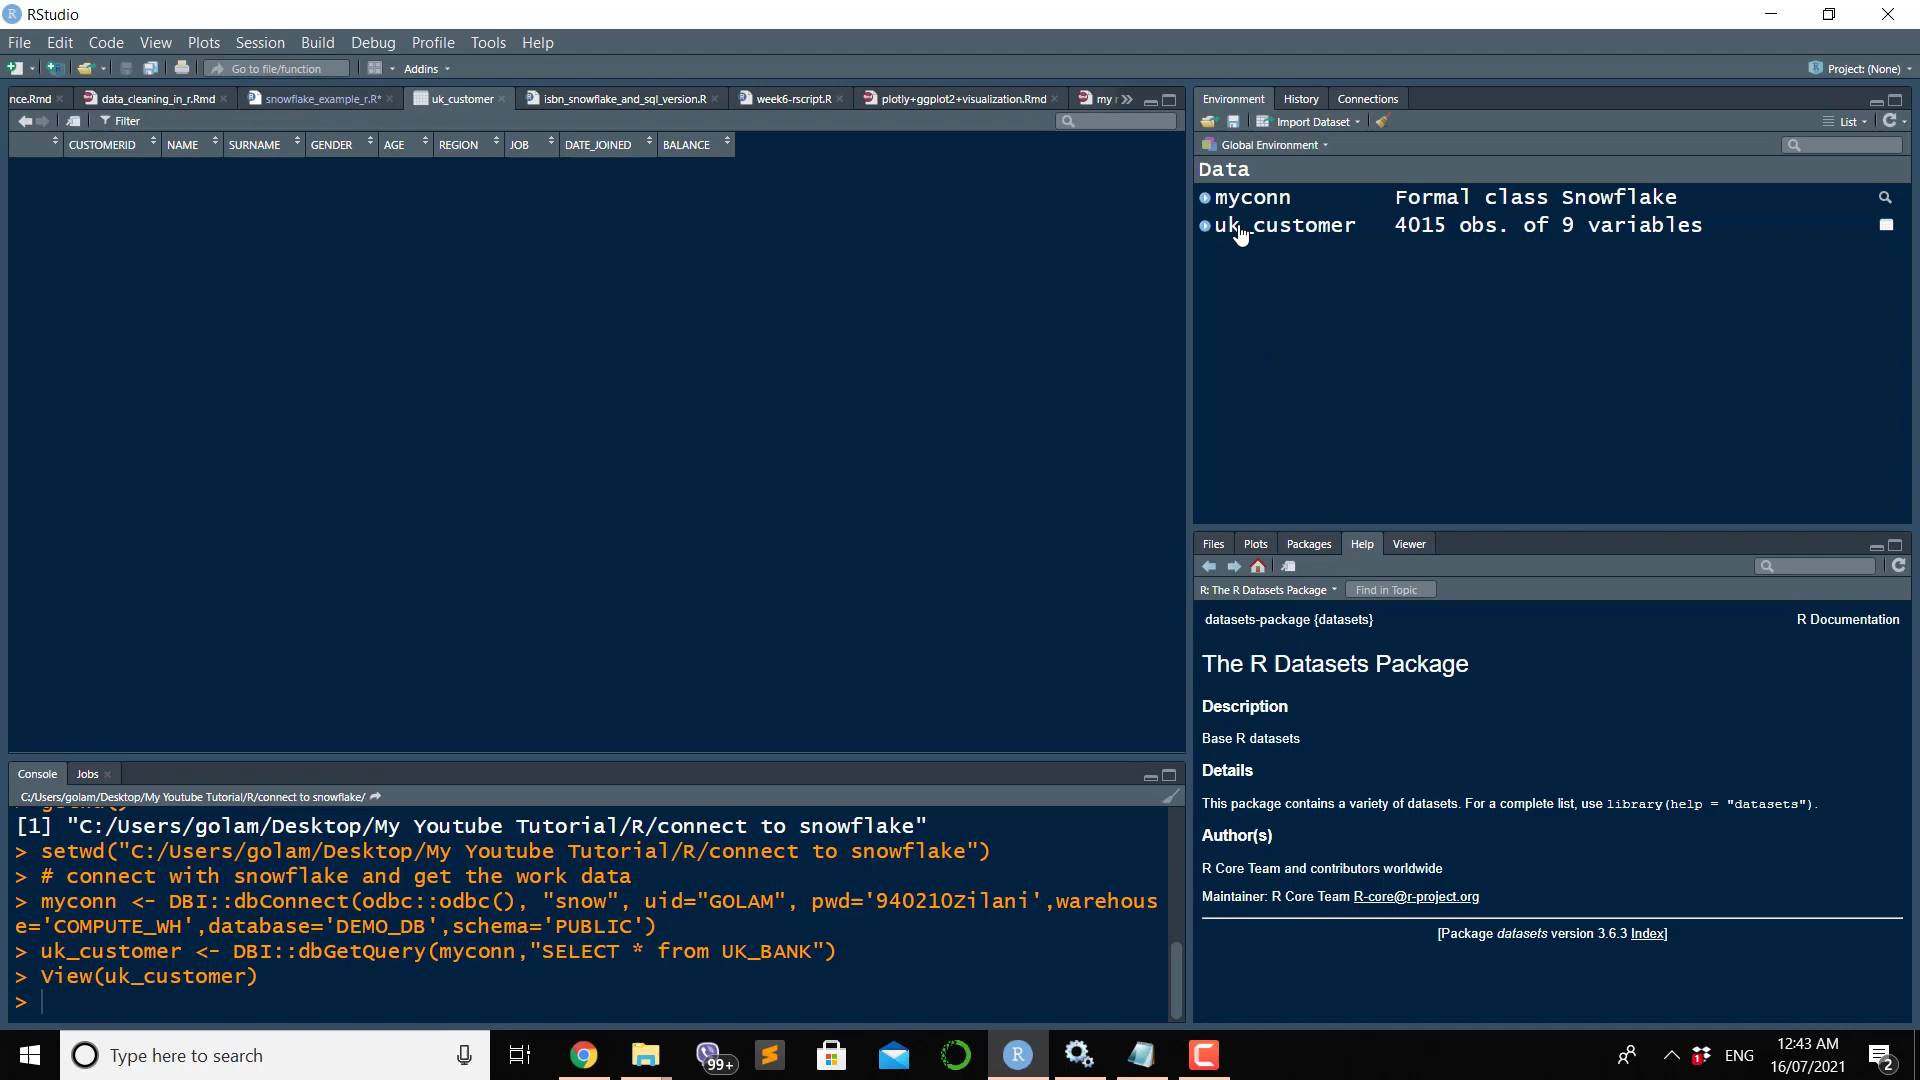 RStudio
File Edit Code View Plots Session Build Debug Profile Tools Help
Go to file/function Addins Project: (None)
nce.Rmd data_cleaning_in_r.Rmd snowflake_example_r.R* uk_customer isbn_snowflake_and_sql_version.R week6-rscript.R plotly+ggplot2+visualization.Rmd my
Filter
CUSTOMERID NAME SURNAME GENDER AGE REGION JOB DATE_JOINED BALANCE
Environment History Connections
Import Dataset List
Global Environment
Data
myconn Formal class Snowflake
uk_customer 4015 obs. of 9 variables
Files Plots Packages Help Viewer
R: The R Datasets Package Find in Topic
datasets-package {datasets} R Documentation
The R Datasets Package
Description
Base R datasets
Details
This package contains a variety of datasets. For a complete list, use library(help = "datasets").
Author(s)
R Core Team and contributors worldwide
Maintainer: R Core Team R-core@r-project.org
[Package datasets version 3.6.3 Index]
Console Jobs
C:/Users/golam/Desktop/My Youtube Tutorial/R/connect to snowflake/
[1] "C:/Users/golam/Desktop/My Youtube Tutorial/R/connect to snowflake"
> setwd("C:/Users/golam/Desktop/My Youtube Tutorial/R/connect to snowflake")
> # connect with snowflake and get the work data
> myconn <- DBI::dbConnect(odbc::odbc(), "snow", uid="GOLAM", pwd='940210Zilani',warehous
e='COMPUTE_WH',database='DEMO_DB',schema='PUBLIC')
> uk_customer <- DBI::dbGetQuery(myconn,"SELECT * from UK_BANK")
> View(uk_customer)
>
Type here to search 99+ 1 ENG 12:43 AM
16/07/2021 2